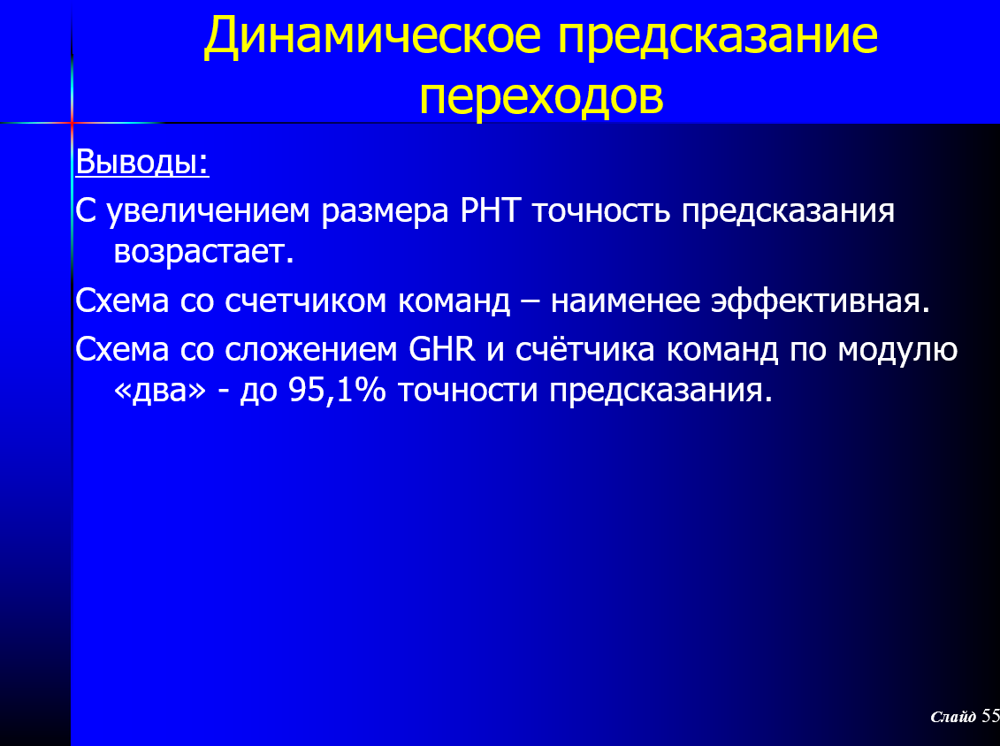 Динамическое предсказание
переходов
Выводы:
С увеличением размера PHT точность предсказания
возрастает.
Схема со счетчиком команд – наименее эффективная.
Схема со сложением GHR и счётчика команд по модулю
«два» - до 95,1% точности предсказания.
Слайд 55